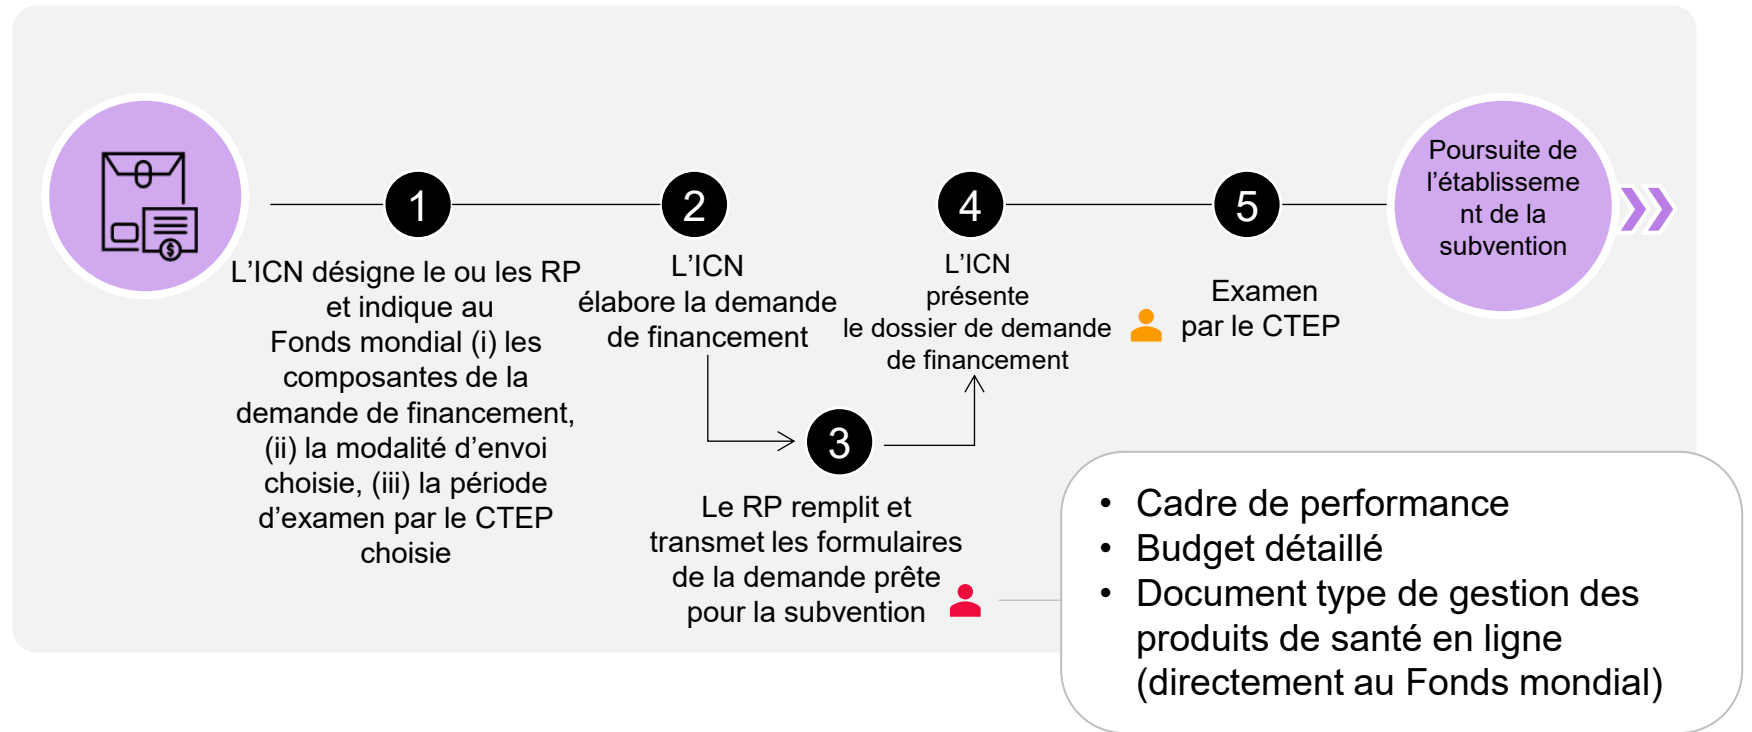 1
L’ICN désigne le ou les RP
et indique au
Fonds mondial (i) les
composantes de la
demande de financement,
(ii) la modalité d’envoi
choisie, (iii) la période
d’examen par le CTEP
choisie
2
L’ICN
élabore la demande
de financement
3
Le RP remplit et
transmet les formulaires
de la demande prête
pour la subvention
• Cadre de performance
• Budget détaillé
• Document type de gestion des
produits de santé en ligne
(directement au Fonds mondial)
4
L’ICN
présente
le dossier de demande
de financement
5
Examen
par le CTEP
Poursuite de
l’établisseme
nt de la
subvention
$